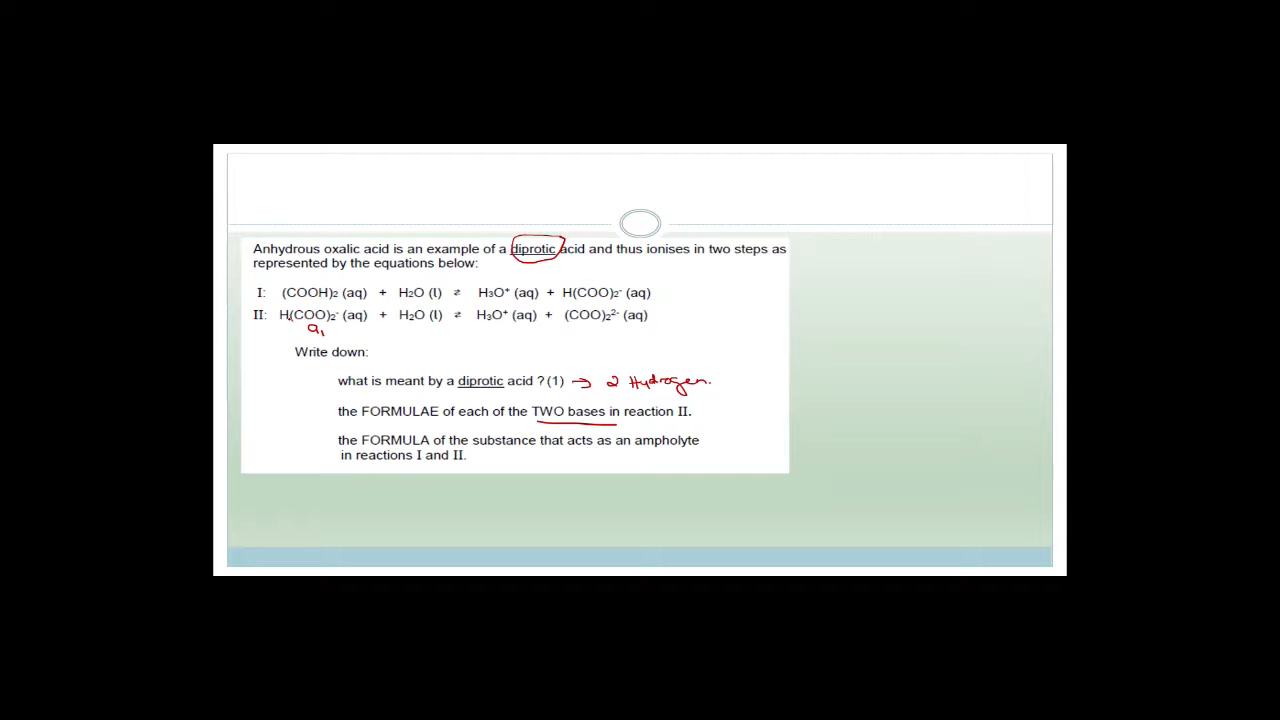 Anhydrous oxalic acid is an example of a diprotic acid and thus ionises in two steps as
represented by the equations below:
I: (COOH)₂ (aq) + H₂O (l) ⇌ H₃O⁺ (aq) + H(COO)₂⁻ (aq)
II: H(COO)₂⁻ (aq) + H₂O (l) ⇌ H₃O⁺ (aq) + (COO)₂²⁻ (aq)
a₁
Write down:
what is meant by a diprotic acid ? (1) → 2 Hydrogen.
the FORMULAE of each of the TWO bases in reaction II.
the FORMULA of the substance that acts as an ampholyte
in reactions I and II.